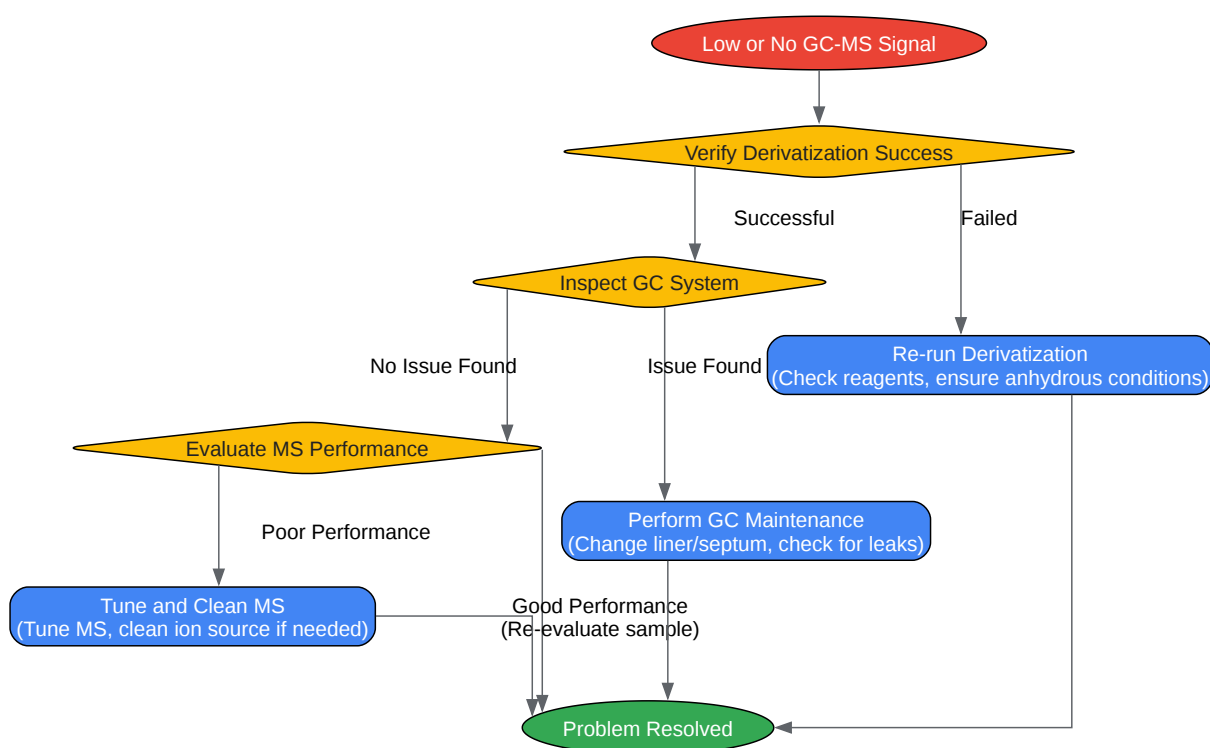 Low or No GC-MS Signal
Verify Derivatization Success
Successful
Failed
Inspect GC System
No Issue Found
Issue Found
Re-run Derivatization
(Check reagents, ensure anhydrous conditions)
Evaluate MS Performance
Poor Performance
Perform GC Maintenance
(Change liner/septum, check for leaks)
Tune and Clean MS
(Tune MS, clean ion source if needed)
Good Performance
(Re-evaluate sample)
Problem Resolved